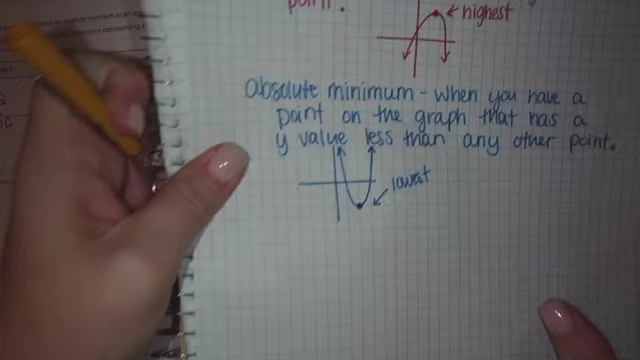 point.
highest
absolute minimum - when you have a
point on the graph that has a
y value less than any other point.
lowest